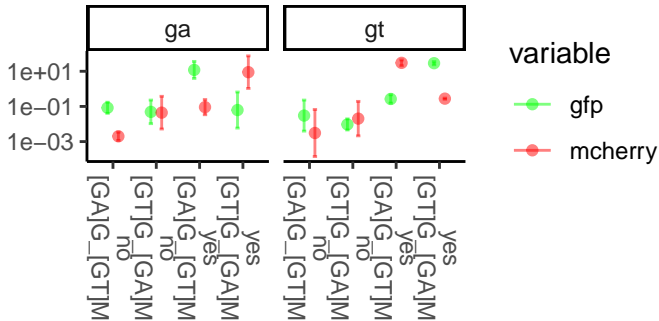 ga
gt
1e+01
1e-01
1e-03
[GA]G_[GT]M
no
[GT]G_[GA]M
no
[GA]G_[GT]M
yes
[GT]G_[GA]M
yes
[GA]G_[GT]M
no
[GT]G_[GA]M
no
[GA]G_[GT]M
yes
[GT]G_[GA]M
yes
variable
gfp
mcherry